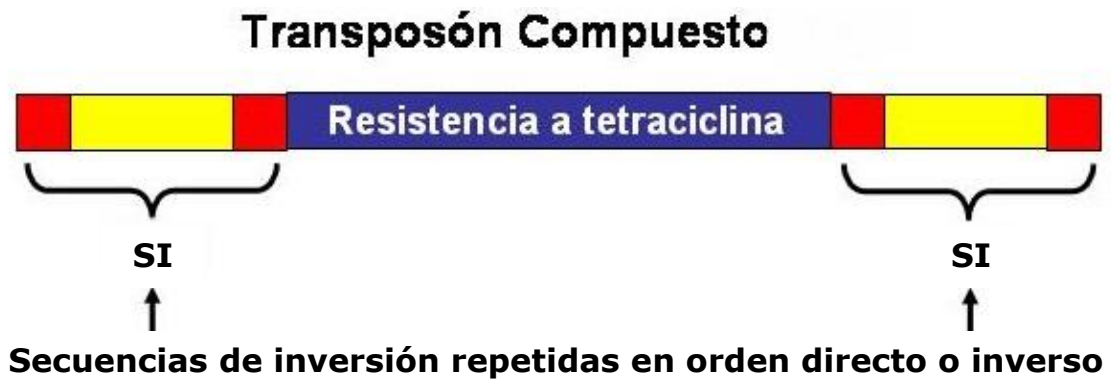 Transposón Compuesto
Resistencia a tetraciclina
SI SI
Secuencias de inversión repetidas en orden directo o inverso